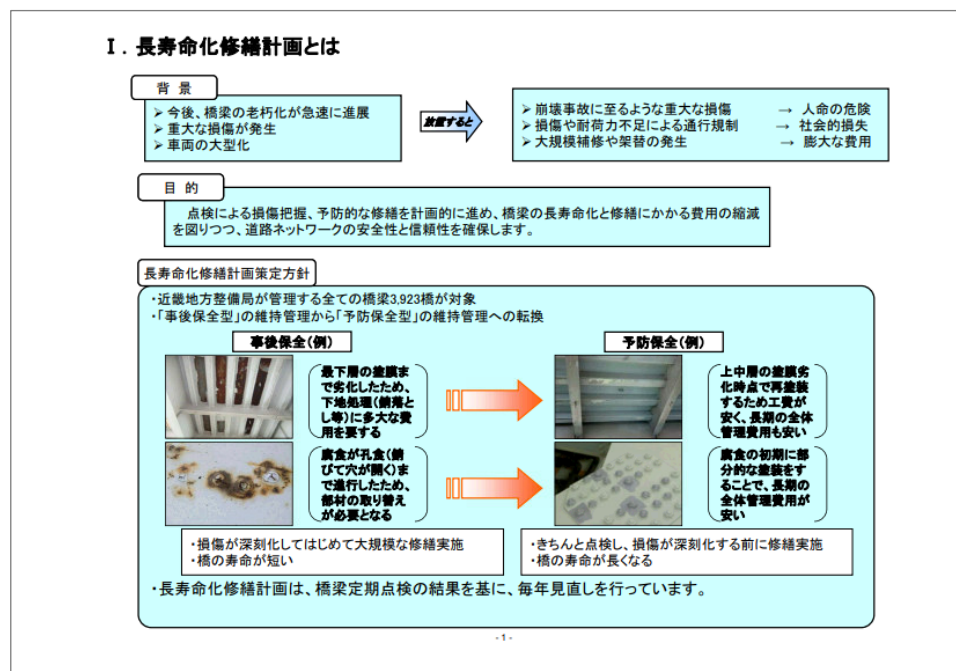 Ⅰ．長寿命化修繕計画とは
背 景
➢今後、橋梁の老朽化が急速に進展
➢重大な損傷が発生
➢車両の大型化
放置すると
➢崩壊事故に至るような重大な損傷 → 人命の危険
➢損傷や耐荷力不足による通行規制 → 社会的損失
➢大規模補修や架替の発生 → 膨大な費用
目 的
点検による損傷把握、予防的な修繕を計画的に進め、橋梁の長寿命化と修繕にかかる費用の縮減
を図りつつ、道路ネットワークの安全性と信頼性を確保します。
長寿命化修繕計画策定方針
・近畿地方整備局が管理する全ての橋梁3,923橋が対象
・「事後保全型」の維持管理から「予防保全型」の維持管理への転換
事後保全(例)
最下層の塗膜ま
で劣化したため、
下地処理(錆落と
し等)に多大な費
用を要する
腐食が孔食(錆
びて穴が開く)ま
で進行したため、
部材の取り替え
が必要となる
・損傷が深刻化してはじめて大規模な修繕実施
・橋の寿命が短い
予防保全(例)
上中層の塗膜劣
化時点で再塗装
するため工費が
安く、長期の全体
管理費用も安い
腐食の初期に部
分的な塗装をす
ることで、長期の
全体管理費用が
安い
・きちんと点検し、損傷が深刻化する前に修繕実施
・橋の寿命が長くなる
・長寿命化修繕計画は、橋梁定期点検の結果を基に、毎年見直しを行っています。
- 1 -